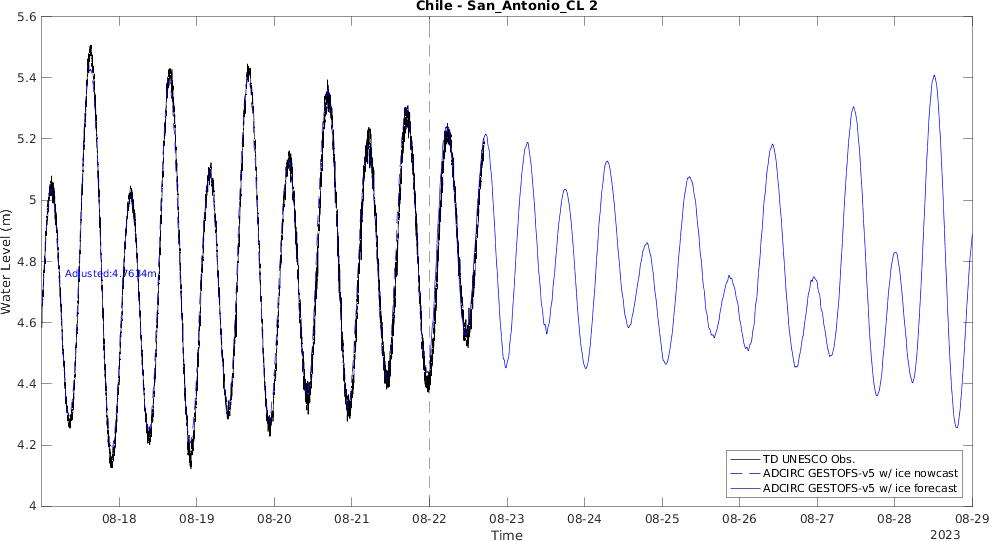 Chile - San_Antonio_CL 2
Water Level (m)
5.6
5.4
5.2
5
4.8
4.6
4.4
4.2
4
Adjusted:4.7634m
TD UNESCO Obs.
ADCIRC GESTOFS-v5 w/ ice nowcast
ADCIRC GESTOFS-v5 w/ ice forecast
08-18 08-19 08-20 08-21 08-22 08-23 08-24 08-25 08-26 08-27 08-28 08-29
Time
2023